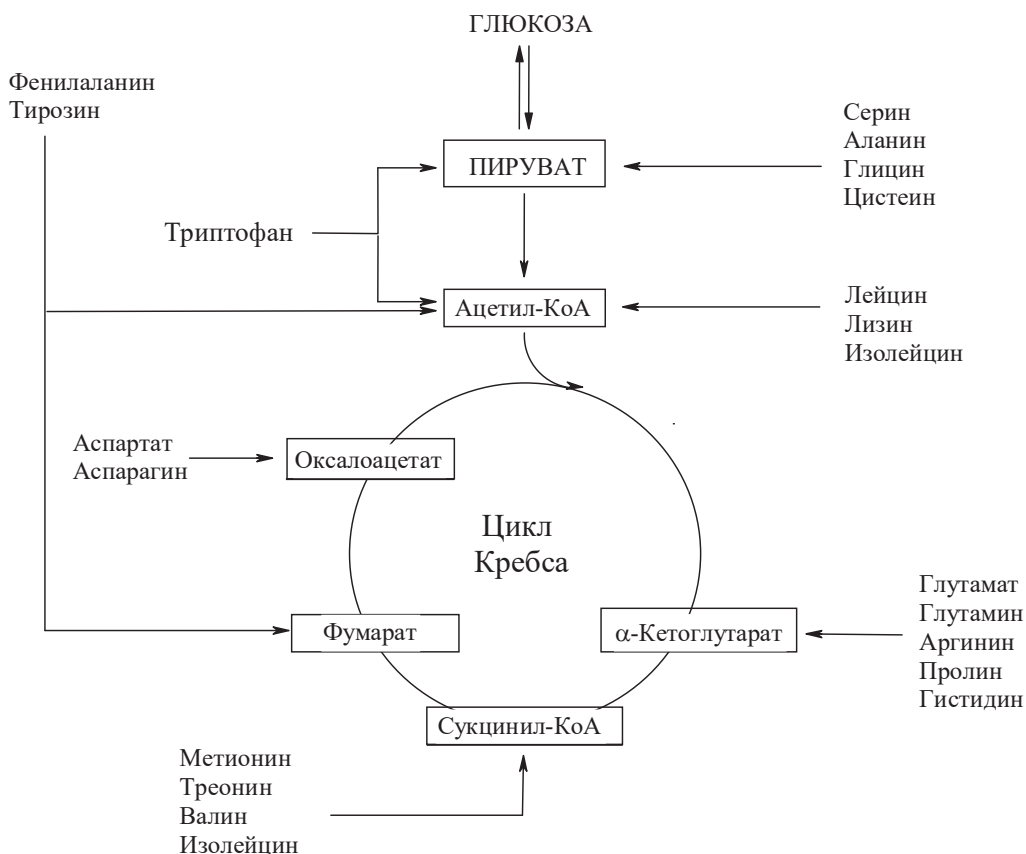 ГЛЮКОЗА
Фенилаланин
Тирозин
Серин
Аланин
Глицин
Цистеин
ПИРУВАТ
Триптофан
Ацетил-КоА
Лейцин
Лизин
Изолейцин
Аспартат
Аспарагин
Оксалоацетат
Цикл
Кребса
Глутамат
Глутамин
Аргинин
Пролин
Гистидин
Фумарат
α-Кетоглутарат
Сукцинил-КоА
Метионин
Треонин
Валин
Изолейцин